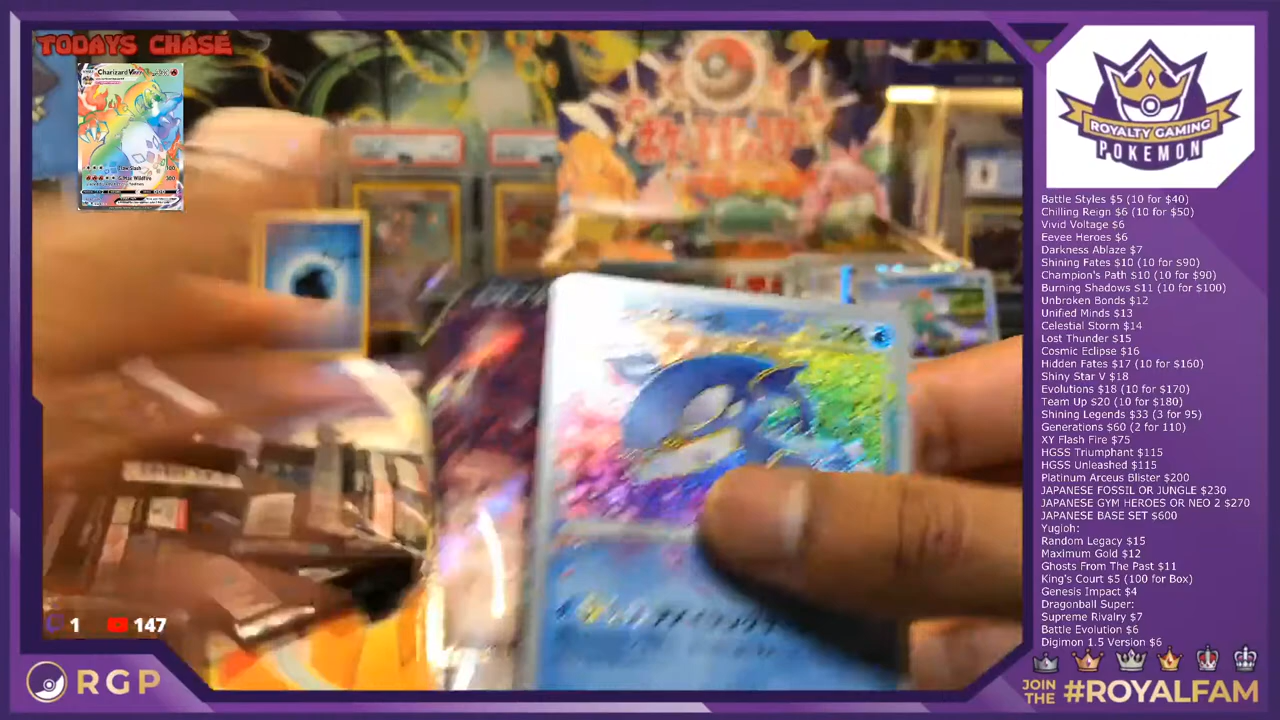 TODAYS CHASE
Charizard
Claw Slash 100
G-Max Wildfire 300
ROYALTY GAMING
POKEMON
Battle Styles $5 (10 for $40)
Chilling Reign $6 (10 for $50)
Vivid Voltage $6
Eevee Heroes $6
Darkness Ablaze $7
Shining Fates $10 (10 for $90)
Champion's Path $10 (10 for $90)
Burning Shadows $11 (10 for $100)
Unbroken Bonds $12
Unified Minds $13
Celestial Storm $14
Lost Thunder $15
Cosmic Eclipse $16
Hidden Fates $17 (10 for $160)
Shiny Star V $18
Evolutions $18 (10 for $170)
Team Up $20 (10 for $180)
Shining Legends $33 (3 for 95)
Generations $60 (2 for 110)
XY Flash Fire $75
HGSS Triumphant $115
HGSS Unleashed $115
Platinum Arceus Blister $200
JAPANESE FOSSIL OR JUNGLE $230
JAPANESE GYM HEROES OR NEO 2 $270
JAPANESE BASE SET $600
Yugioh:
Random Legacy $15
Maximum Gold $12
Ghosts From The Past $11
King's Court $5 (100 for Box)
Genesis Impact $4
Dragonball Super:
Supreme Rivalry $7
Battle Evolution $6
Digimon 1.5 Version $6
1 147
RGP
JOIN THE #ROYALFAM